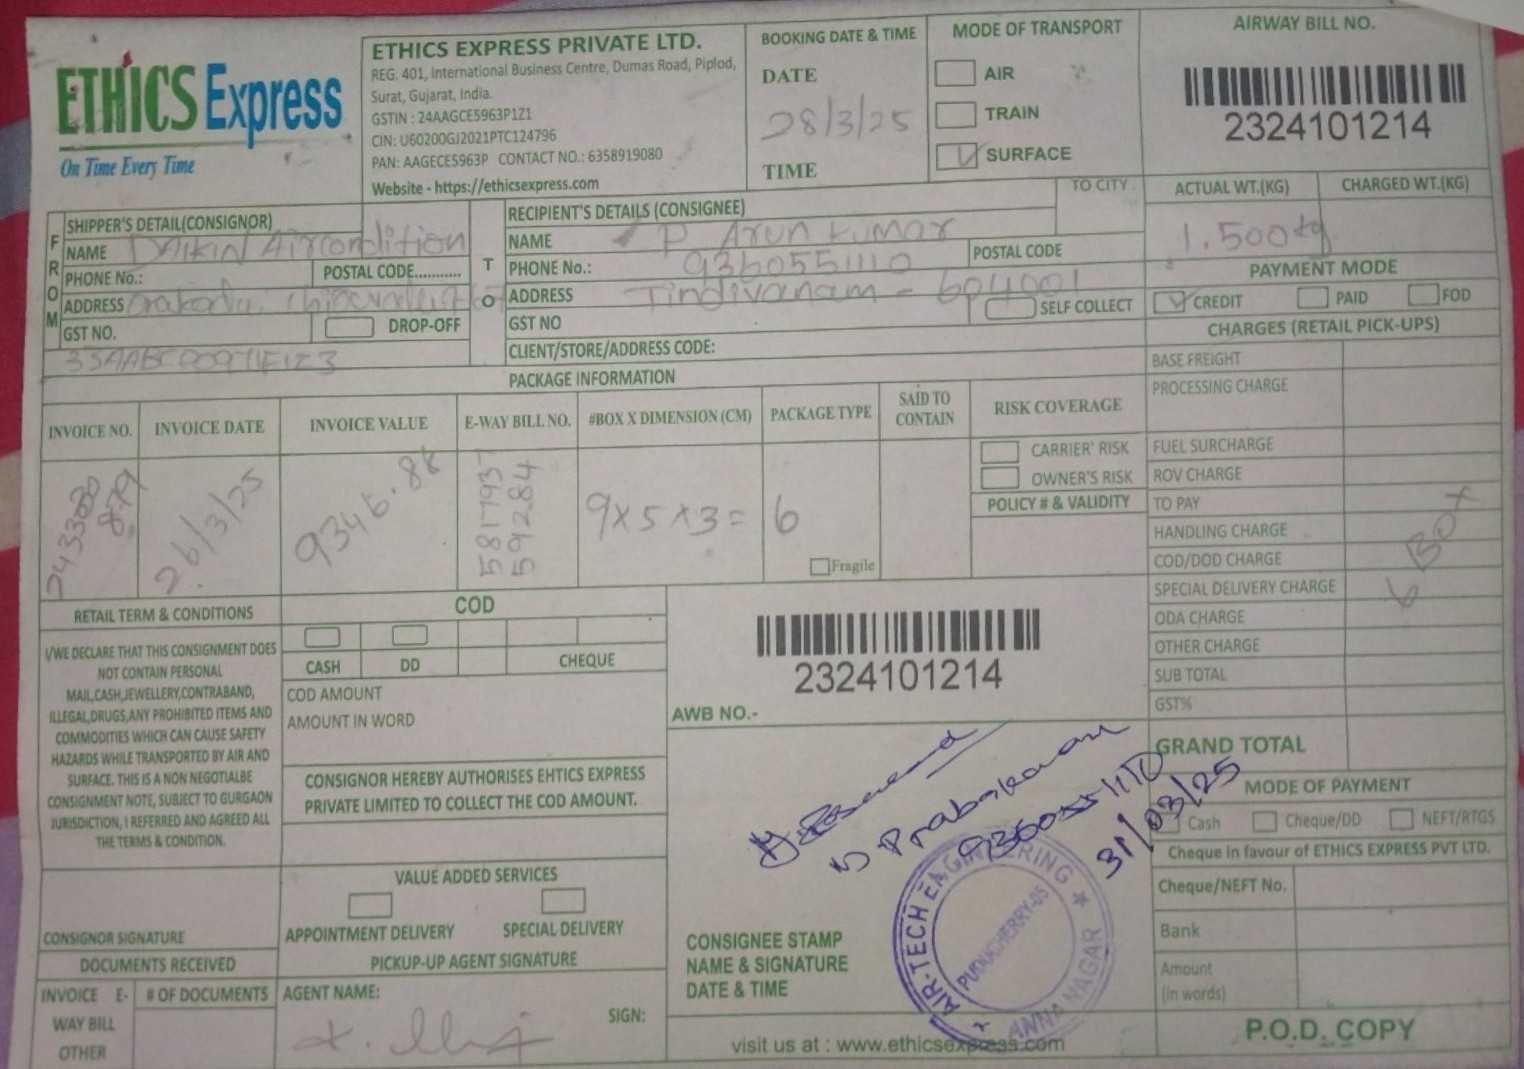 ETHICS Express
On Time Every Time
ETHICS EXPRESS PRIVATE LTD.
REG. 401, International Business Centre, Dumas Road, Piplod,
Surat, Gujarat, India.
GSTIN : 24AAGCE5963P1Z1
CIN: U60200GJ2021PTC124796
PAN: AAGECE5963P CONTACT NO.: 6358919080
Website - https://ethicsexpress.com
BOOKING DATE & TIME
DATE
28/3/25
TIME
MODE OF TRANSPORT
AIR
TRAIN
SURFACE
AIRWAY BILL NO.
2324101214
ACTUAL WT.(KG)
CHARGED WT.(KG)
1.500kg
FROM
SHIPPER'S DETAIL(CONSIGNOR)
NAME DAIKIN Aircondition
PHONE No.:
POSTAL CODE...........
ADDRESS
GST NO.
DROP-OFF
TO
RECIPIENT'S DETAILS (CONSIGNEE)
TO CITY
NAME P Arun Kumar
PHONE No.: 9360551110
POSTAL CODE
ADDRESS Tindivanam - 604001
SELF COLLECT
GST NO
CLIENT/STORE/ADDRESS CODE:
PAYMENT MODE
CREDIT
PAID
FOD
CHARGES (RETAIL PICK-UPS)
BASE FREIGHT
PROCESSING CHARGE
FUEL SURCHARGE
ROV CHARGE
TO PAY
HANDLING CHARGE
COD/DOD CHARGE
SPECIAL DELIVERY CHARGE
ODA CHARGE
OTHER CHARGE
SUB TOTAL
GST%
GRAND TOTAL
6 BOX
PACKAGE INFORMATION
INVOICE NO.
INVOICE DATE
INVOICE VALUE
E-WAY BILL NO.
#BOX X DIMENSION (CM)
PACKAGE TYPE
SAID TO
CONTAIN
RISK COVERAGE
CARRIER' RISK
OWNER'S RISK
POLICY # & VALIDITY
26/3/25
9346.88
5817937
592284
9x5x3=
6
Fragile
RETAIL TERM & CONDITIONS
I/WE DECLARE THAT THIS CONSIGNMENT DOES
NOT CONTAIN PERSONAL
MAIL,CASH,JEWELLERY,CONTRABAND,
ILLEGAL,DRUGS,ANY PROHIBITED ITEMS AND
COMMODITIES WHICH CAN CAUSE SAFETY
HAZARDS WHILE TRANSPORTED BY AIR AND
SURFACE. THIS IS A NON NEGOTIALBE
CONSIGNMENT NOTE, SUBJECT TO GURGAON
JURISDICTION, I REFERRED AND AGREED ALL
THE TERMS & CONDITION.
CONSIGNOR SIGNATURE
DOCUMENTS RECEIVED
INVOICE E-
WAY BILL
OTHER
# OF DOCUMENTS
COD
CASH
DD
CHEQUE
COD AMOUNT
AMOUNT IN WORD
CONSIGNOR HEREBY AUTHORISES EHTICS EXPRESS
PRIVATE LIMITED TO COLLECT THE COD AMOUNT.
VALUE ADDED SERVICES
APPOINTMENT DELIVERY
SPECIAL DELIVERY
PICKUP-UP AGENT SIGNATURE
AGENT NAME:
SIGN:
2324101214
AWB NO.-
Prabakaran
9360551110
31/03/25
AIR-TECH ENGINEERING
PUDUCHERRY-05
ANNA NAGAR
CONSIGNEE STAMP
NAME & SIGNATURE
DATE & TIME
visit us at : www.ethicsexpress.com
MODE OF PAYMENT
Cash
Cheque/DD
NEFT/RTGS
Cheque in favour of ETHICS EXPRESS PVT LTD.
Cheque/NEFT No.
Bank
Amount
(in words)
P.O.D. COPY